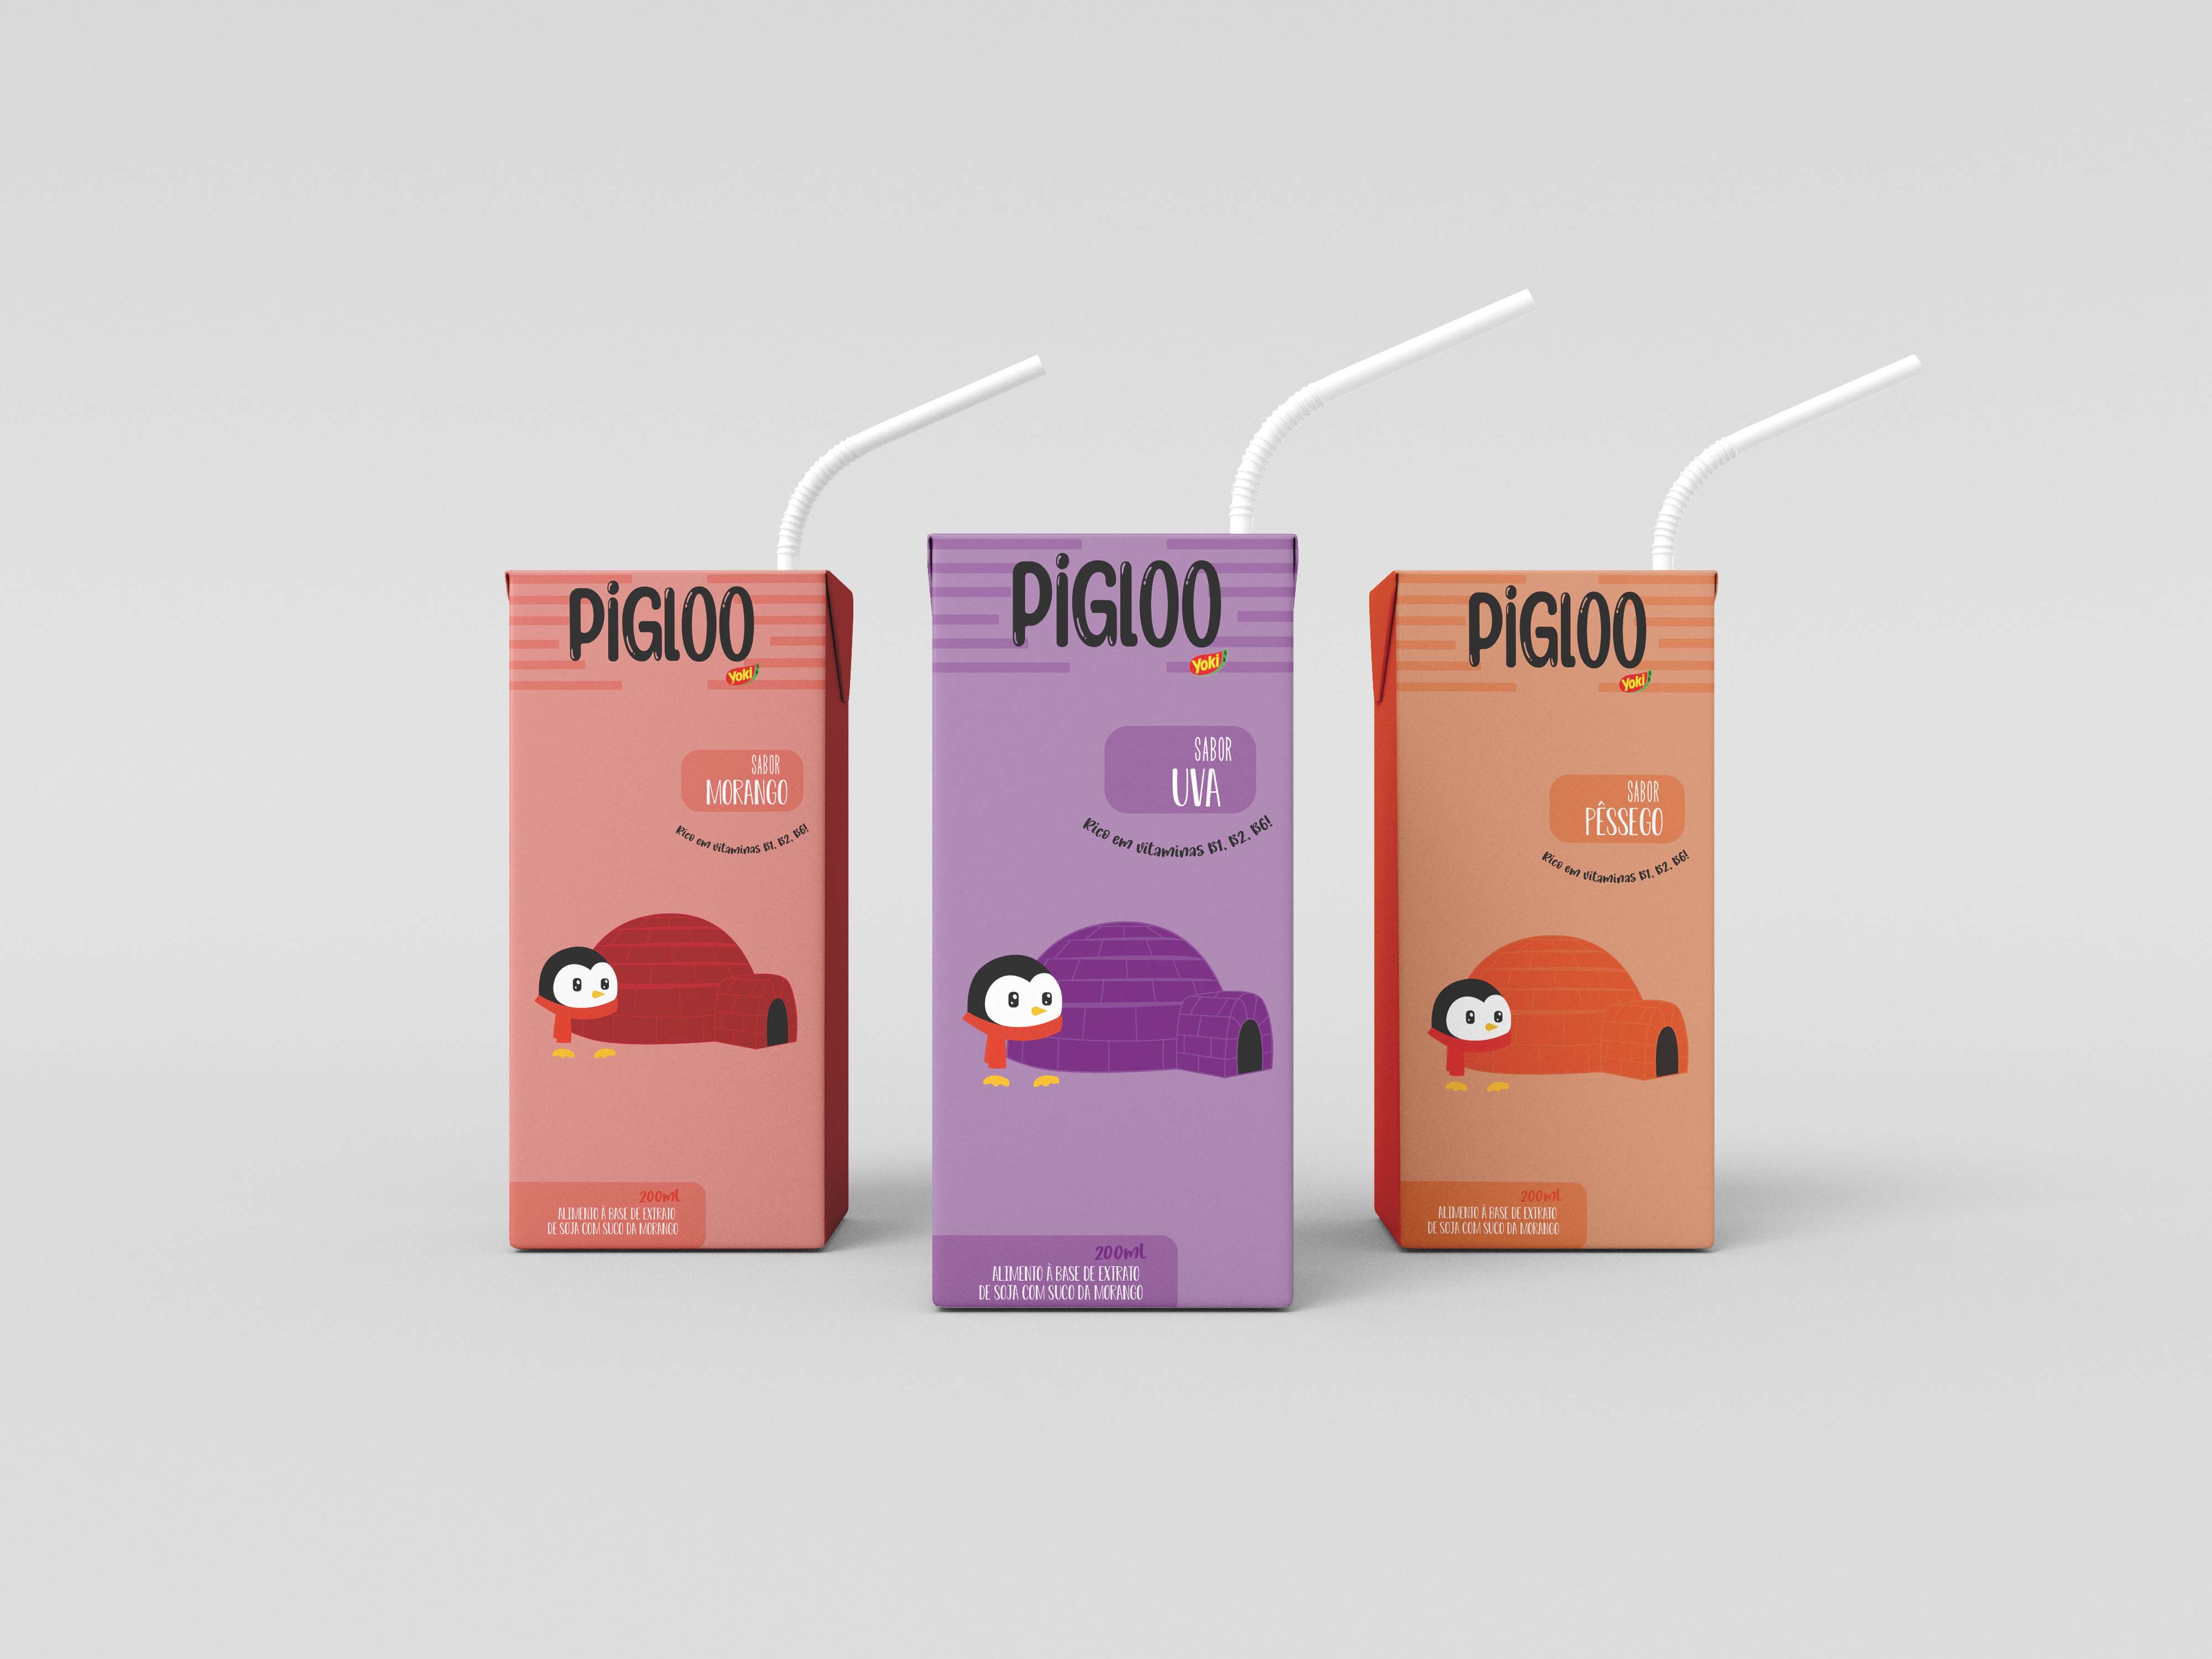 PiGLOO
Yoki
SABOR
MORANGO
Rico em vitaminas B1, B2, B6!
200ml
ALIMENTO À BASE DE EXTRATO
DE SOJA COM SUCO DA MORANGO
PiGLOO
Yoki
SABOR
UVA
Rico em vitaminas B1, B2, B6!
200ml
ALIMENTO À BASE DE EXTRATO
DE SOJA COM SUCO DA MORANGO
PiGLOO
Yoki
SABOR
PÊSSEGO
Rico em vitaminas B1, B2, B6!
200ml
ALIMENTO À BASE DE EXTRATO
DE SOJA COM SUCO DA MORANGO